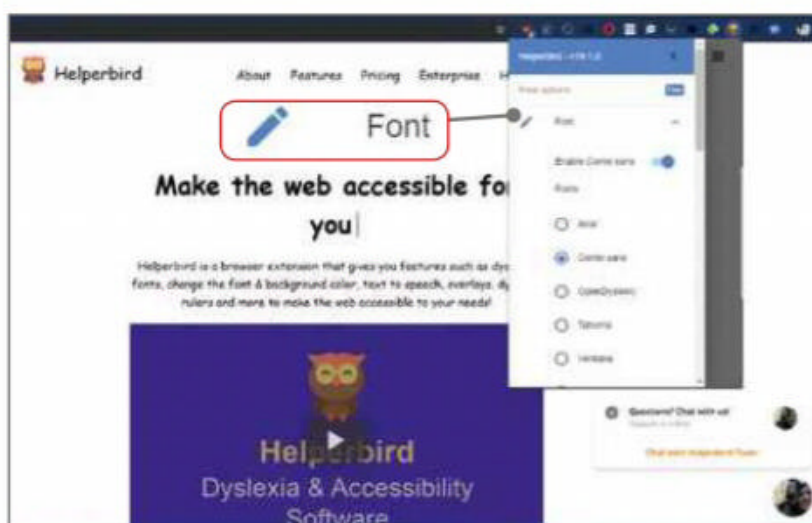 Helperbird
About Features Pricing Enterprise
Font
Make the web accessible for
you
Helperbird is a browser extension that gives you features such as
fonts, change the font & background color, text to speech, overlays,
rulers and more to make the web accessible to your needs!
Helperbird
Dyslexia & Accessibility
Software
Free
Font
Enable Comic sans
Fonts
Arial
Comic sans
OpenDyslexic
Tahoma
Verdana
Questions? Chat with us!